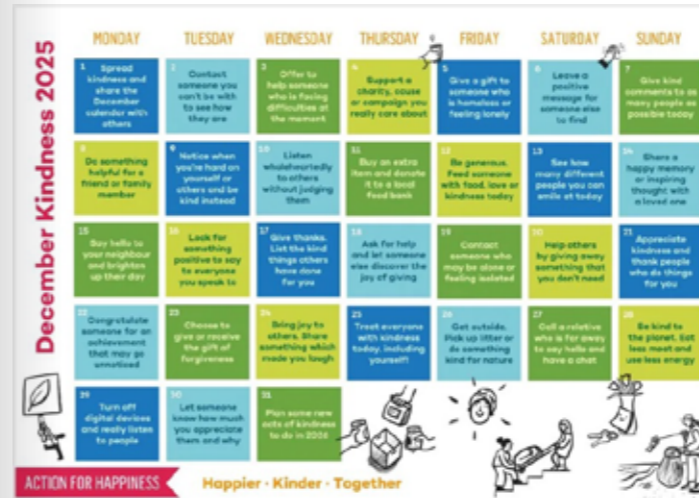 December Kindness 2025
MONDAY TUESDAY WEDNESDAY THURSDAY FRIDAY SATURDAY SUNDAY
1 Spread
kindness and
share the
December
calendar with
others
2 Contact
someone you
can't be with
to see how
they are
3 Offer to
help someone
who is facing
difficulties at
the moment
4 Support a
charity, cause
or campaign you
really care about
5 Give a gift to
someone who
is homeless or
feeling lonely
6 Leave a
positive
message for
someone else
to find
7 Give kind
comments to as
many people as
possible today
8 Do something
helpful for a
friend or family
member
9 Notice when
you're hard on
yourself or
others and be
kind instead
10 Listen
wholeheartedly
to others
without judging
them
11 Buy an extra
item and donate
it to a local
food bank
12 Be generous.
Feed someone
with food, love or
kindness today
13 See how
many different
people you can
smile at today
14 Share a
happy memory
or inspiring
thought with
a loved one
15 Say hello to
your neighbour
and brighten
up their day
16 Look for
something
positive to say
to everyone
you speak to
17 Give thanks.
List the kind
things others
have done
for you
18 Ask for help
and let someone
else discover the
joy of giving
19 Contact
someone who
may be alone or
feeling isolated
20 Help others
by giving away
something that
you don't need
21 Appreciate
kindness and
thank people
who do things
for you
22 Congratulate
someone for an
achievement
that may go
unnoticed
23 Choose to
give or receive
the gift of
forgiveness
24 Bring joy to
others. Share
something which
made you laugh
25 Treat everyone
with kindness
today, including
yourself!
26 Get outside.
Pick up litter or
do something
kind for nature
27 Call a relative
who is far away
to say hello and
have a chat
28 Be kind to
the planet. Eat
less meat and
use less energy
29 Turn off
digital devices
and really listen
to people
30 Let someone
know how much
you appreciate
them and why
31 Plan some new
acts of kindness
to do in 2026
ACTION FOR HAPPINESS
Happier · Kinder · Together